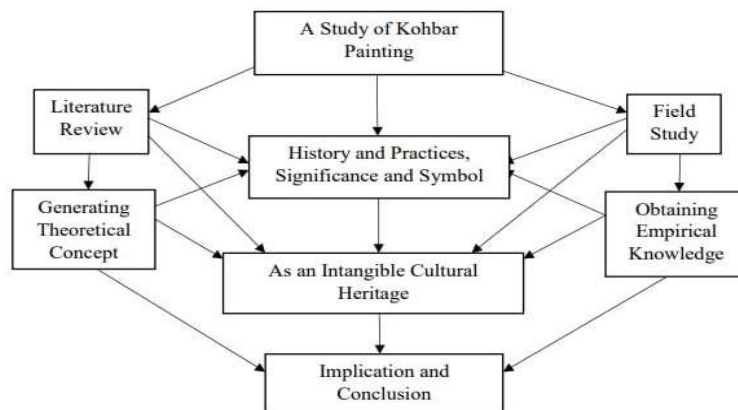 A Study of Kohbar
Painting
Literature
Review
Field
Study
History and Practices,
Significance and Symbol
Generating
Theoretical
Concept
Obtaining
Empirical
Knowledge
As an Intangible Cultural
Heritage
Implication and
Conclusion